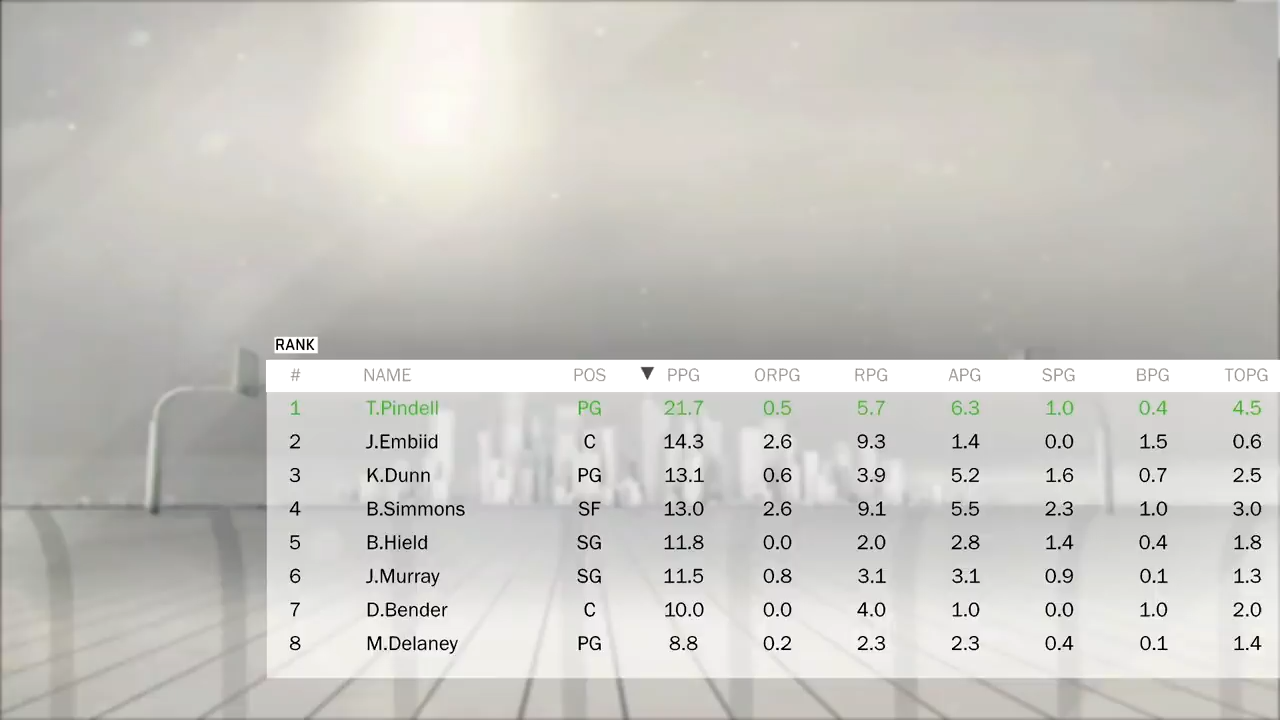 RANK
# NAME POS ▼ PPG ORPG RPG APG SPG BPG TOPG
1 T.Pindell PG 21.7 0.5 5.7 6.3 1.0 0.4 4.5
2 J.Embiid C 14.3 2.6 9.3 1.4 0.0 1.5 0.6
3 K.Dunn PG 13.1 0.6 3.9 5.2 1.6 0.7 2.5
4 B.Simmons SF 13.0 2.6 9.1 5.5 2.3 1.0 3.0
5 B.Hield SG 11.8 0.0 2.0 2.8 1.4 0.4 1.8
6 J.Murray SG 11.5 0.8 3.1 3.1 0.9 0.1 1.3
7 D.Bender C 10.0 0.0 4.0 1.0 0.0 1.0 2.0
8 M.Delaney PG 8.8 0.2 2.3 2.3 0.4 0.1 1.4